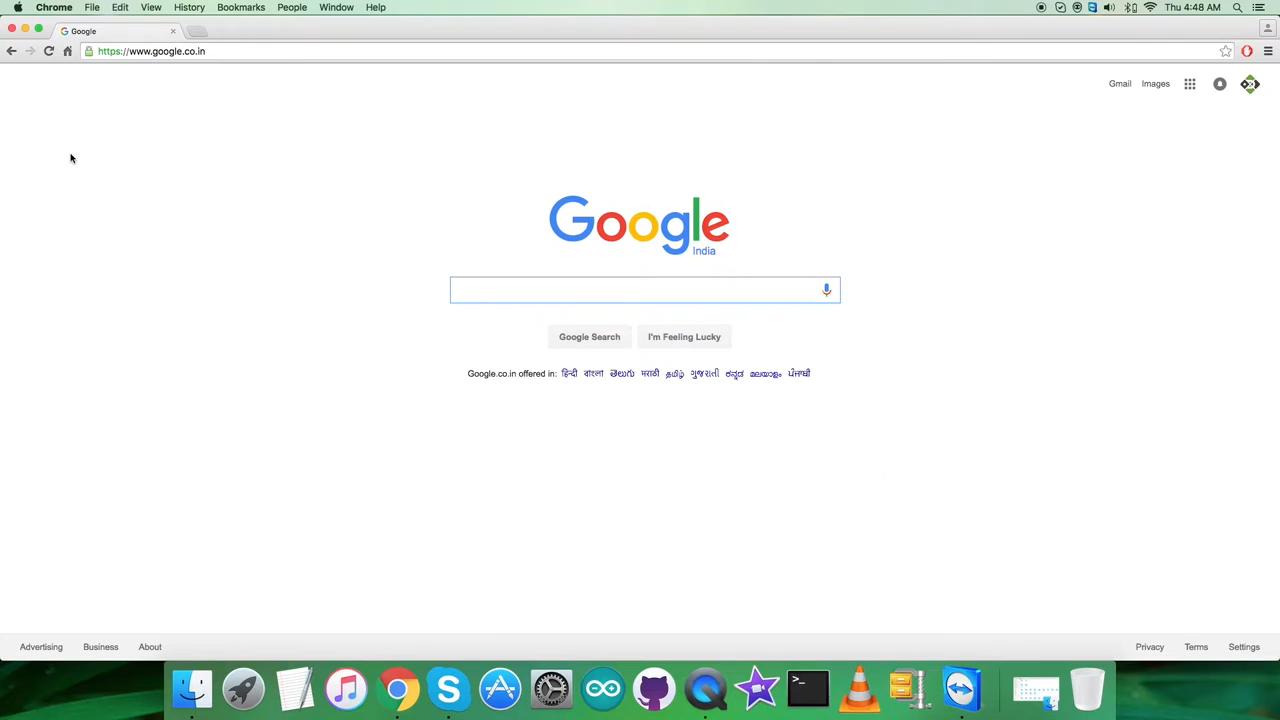 Chrome File Edit View History Bookmarks People Window Help Thu 4:48 AM
Google
https://www.google.co.in
Gmail Images
Google
India
Google Search I'm Feeling Lucky
Google.co.in offered in: हिन्दी বাংলা తెలుగు मराठी தமிழ் ગુજરાતી ಕನ್ನಡ മലയാളം ਪੰਜਾਬੀ
Advertising Business About Privacy Terms Settings